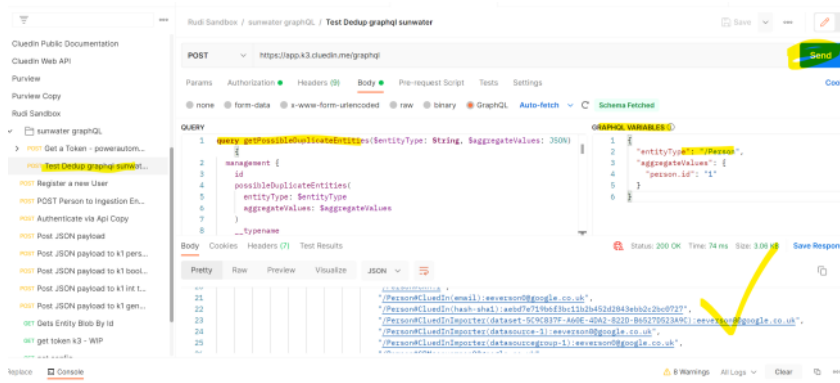 Rudi Sandbox / sunwater graphQL / Test Dedup graphql sunwater
Save
CluedIn Public Documentation
CluedIn Web API
Purview
Purview Copy
Rudi Sandbox
sunwater graphQL
POST Get a Token - powerautom...
POST Test Dedup graphql sunwat...
POST Register a new User
POST POST Person to Ingestion En...
POST Authenticate via Api Copy
POST Post JSON payload
POST Post JSON payload to k1 pers...
POST Post JSON payload to k1 bool...
POST Post JSON payload to k1 int t...
POST Post JSON payload to k1 gen...
GET Gets Entity Blob By Id
GET get token k3 - WIP
POST
https://app.k3.cluedin.me/graphql
Send
Params Authorization Headers (9) Body Pre-request Script Tests Settings
Coo
none form-data x-www-form-urlencoded raw binary GraphQL Auto-fetch Schema Fetched
QUERY
1 query getPossibleDuplicateEntities($entityType: String, $aggregateValues: JSON)
{
2 management {
3 id
4 possibleDuplicateEntities(
5 entityType: $entityType
6 aggregateValues: $aggregateValues
7 )
8 __typename
GRAPHQL VARIABLES
1 {
2 "entityType": "/Person",
3 "aggregateValues": {
4 "person.id": "1"
5 }
6 }
Body Cookies Headers (7) Test Results
Status: 200 OK Time: 74 ms Size: 3.06 KB Save Respon
Pretty Raw Preview Visualize JSON
21 "/Person#CluedIn(email):eeverson0@google.co.uk",
22 "/Person#CluedIn(hash-sha1):aebd7e719b6f3bc11b2b452d2843ebb2c2bc0727",
23 "/Person#CluedInImporter(dataset-5C9C837F-A60E-4DA2-822D-B6527D523A9C):eeverson0@google.co.uk",
24 "/Person#CluedInImporter(datasource-1):eeverson0@google.co.uk",
25 "/Person#CluedInImporter(datasourcegroup-1):eeverson0@google.co.uk",
Replace Console
6 Warnings All Logs Clear